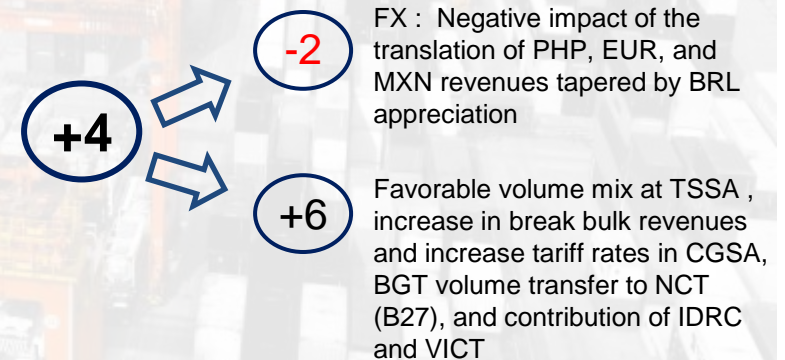 +4
-2
FX :  Negative impact of the
translation of PHP, EUR, and
MXN revenues tapered by BRL
appreciation
+6
Favorable volume mix at TSSA ,
increase in break bulk revenues
and increase tariff rates in CGSA,
BGT volume transfer to NCT
(B27), and contribution of IDRC
and VICT